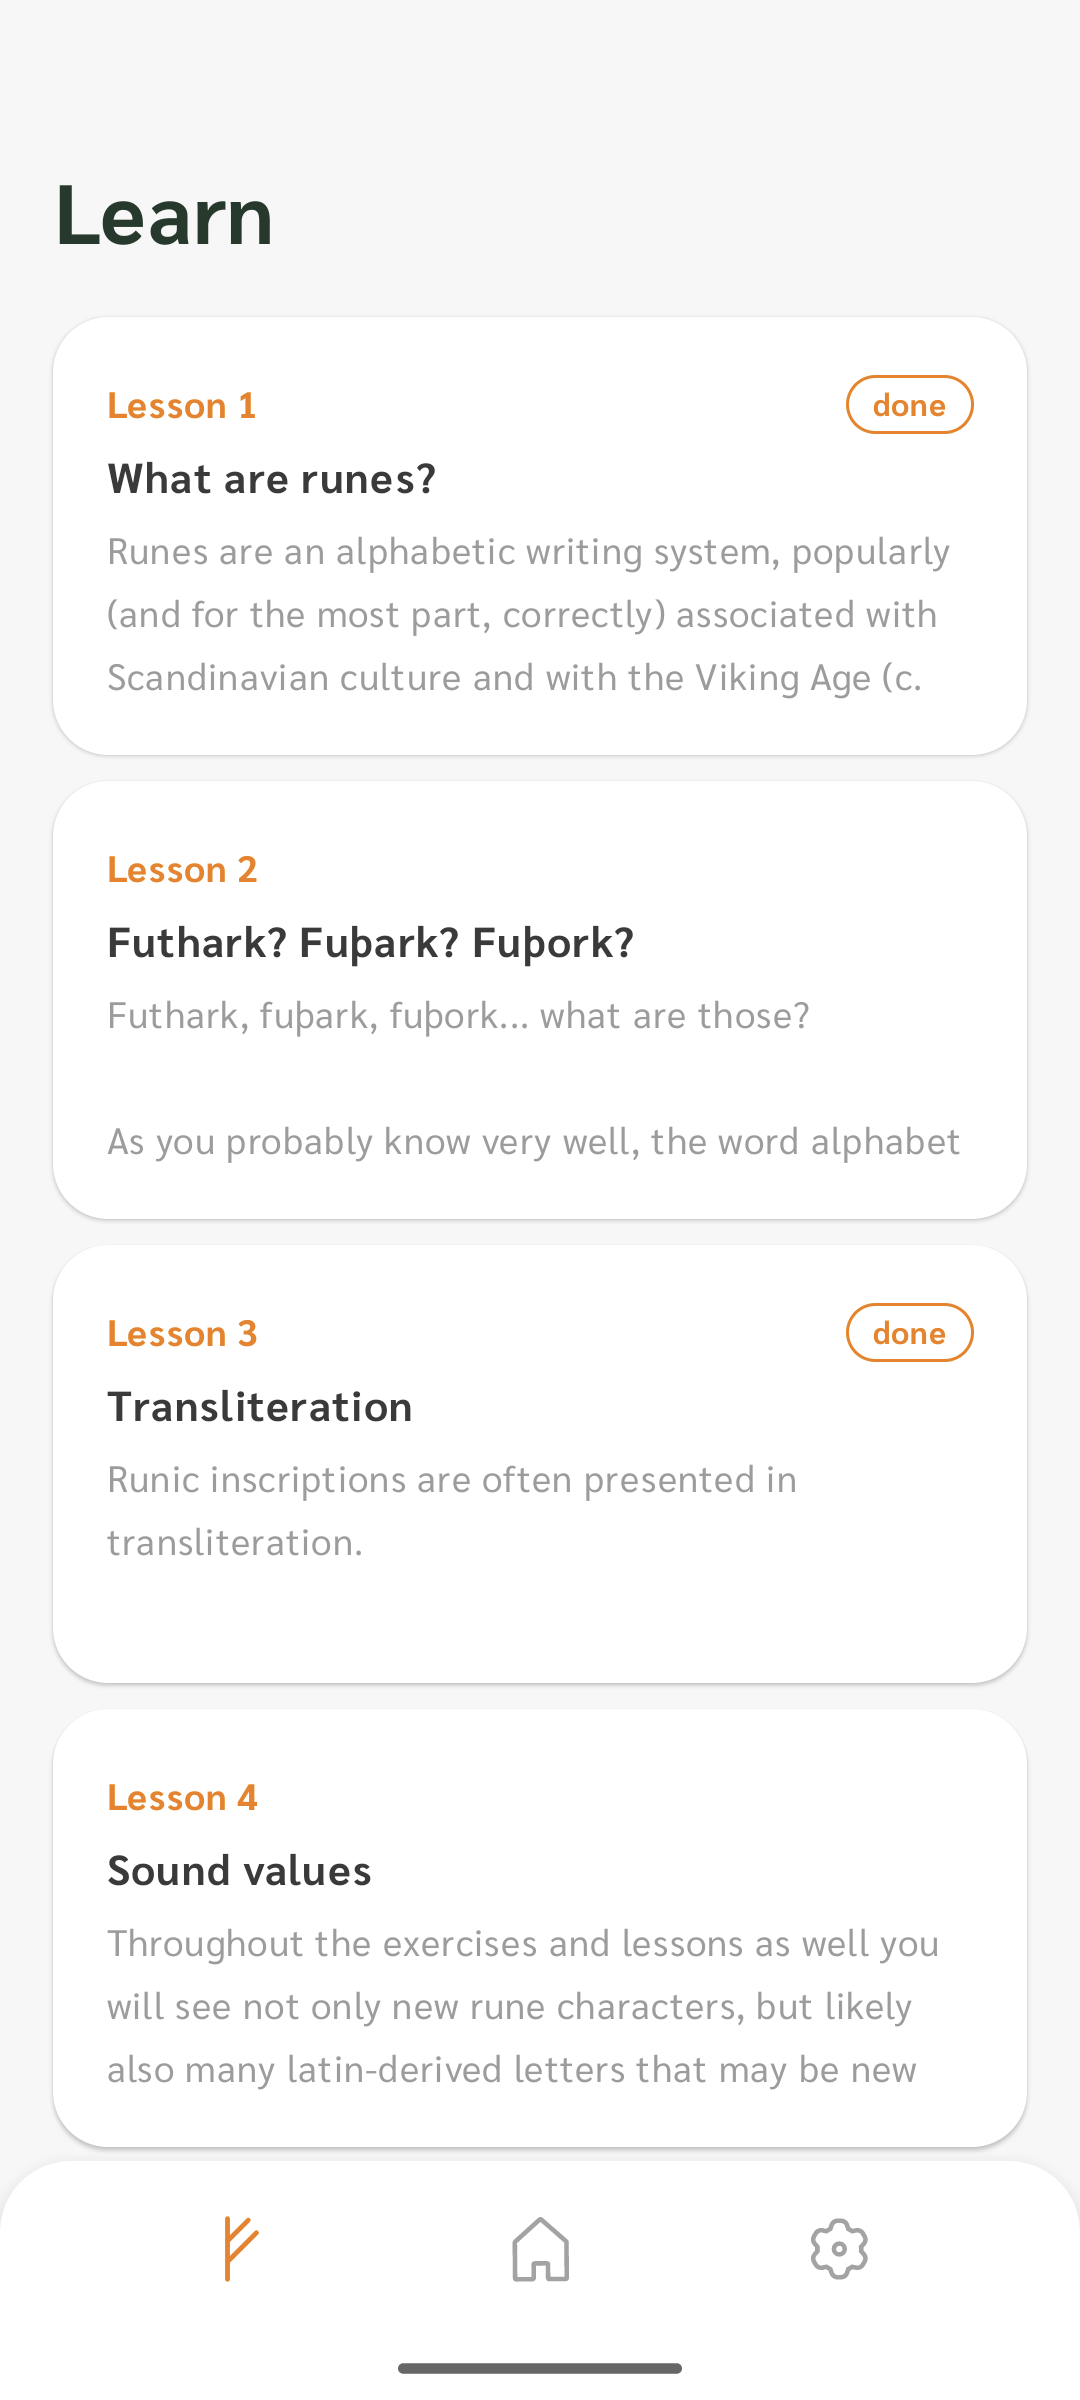 Learn
Lesson 1
done
What are runes?
Runes are an alphabetic writing system, popularly
(and for the most part, correctly) associated with
Scandinavian culture and with the Viking Age (c.
Lesson 2
Futhark? Fuþark? Fuþork?
Futhark, fuþark, fuþork... what are those?
As you probably know very well, the word alphabet
Lesson 3
done
Transliteration
Runic inscriptions are often presented in
transliteration.
Lesson 4
Sound values
Throughout the exercises and lessons as well you
will see not only new rune characters, but likely
also many latin-derived letters that may be new